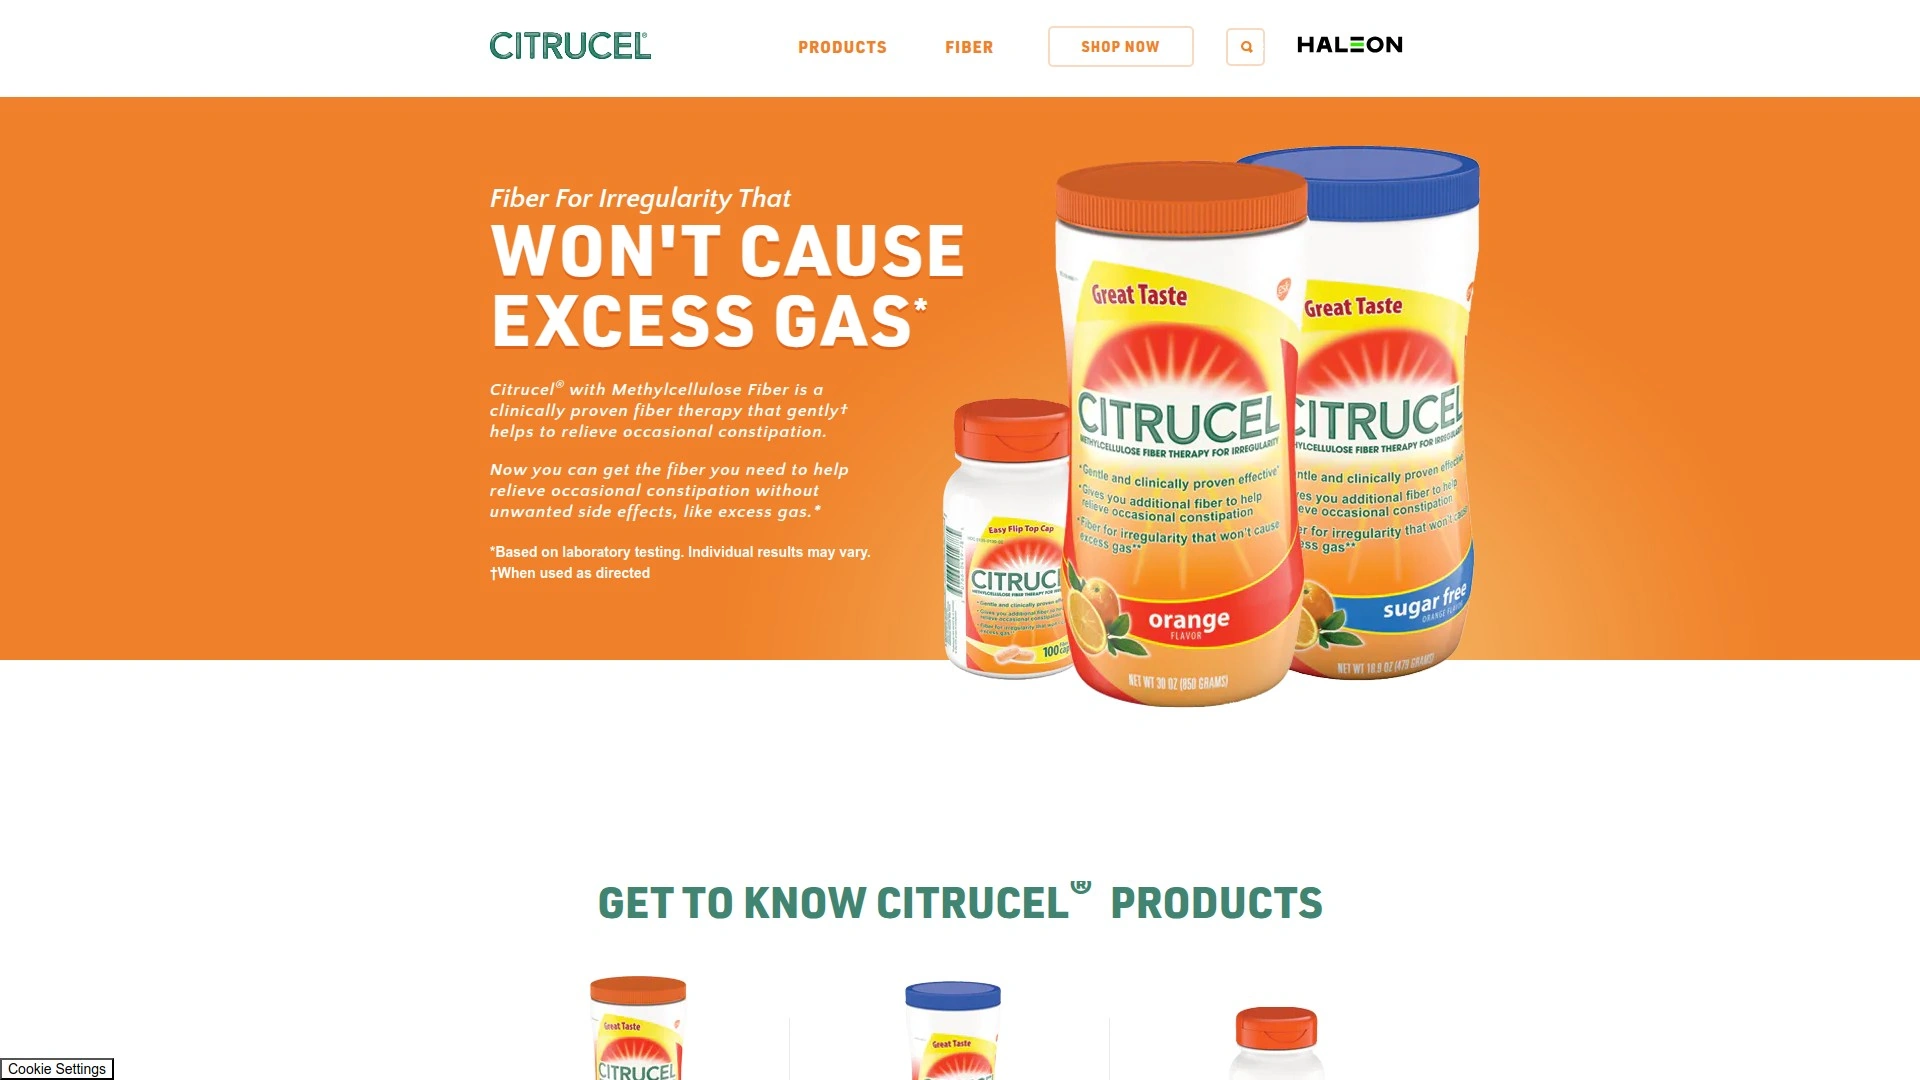 CITRUCEL®
PRODUCTS
FIBER
SHOP NOW
HALEON
Fiber For Irregularity That
WON'T CAUSE
EXCESS GAS*
Citrucel® with Methylcellulose Fiber is a
clinically proven fiber therapy that gently†
helps to relieve occasional constipation.
Now you can get the fiber you need to help
relieve occasional constipation without
unwanted side effects, like excess gas.*
*Based on laboratory testing. Individual results may vary.
†When used as directed
Easy Flip Top Cap
CITRUCE
100
Great Taste
CITRUCEL
METHYLCELLULOSE FIBER THERAPY FOR IRREGULARITY
*Gentle and clinically proven effective*
*Gives you additional fiber to help
relieve occasional constipation
*Fiber for irregularity that won't cause
excess gas**
orange
FLAVOR
NET WT 30 OZ (850 GRAMS)
Great Taste
CITRUCEL
YLCELLULOSE FIBER THERAPY FOR IRREGULARITY
ntle and clinically proven effective
ves you additional fiber to help
eve occasional constipation
er for irregularity that won't cause
ess gas**
sugar free
ORANGE FLAVOR
NET WT 16.9 OZ (479 GRAMS)
GET TO KNOW CITRUCEL® PRODUCTS
Great Taste
CITRUCEL
Great Taste
Cookie Settings